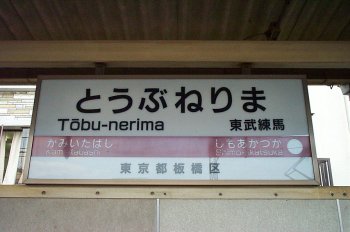 とうぶねりま
Tōbu-nerima 東武練馬
かみいたばし しもあかつか
Kami-itabashi Shimo-akatsuka
東京都板橋区